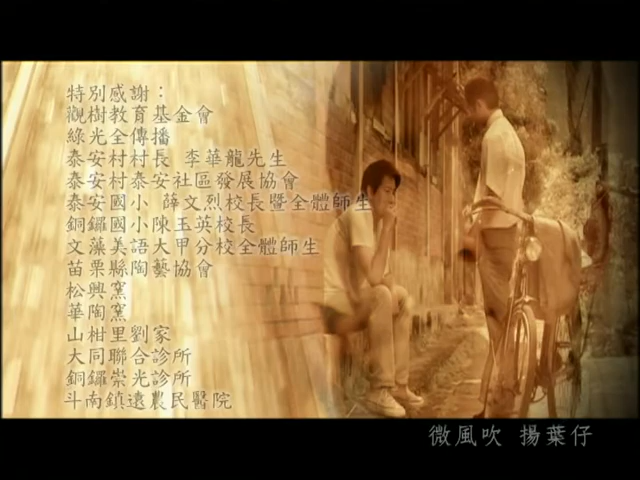 特別感謝：
觀樹教育基金會
綠光全傳播
泰安村村長 李華龍先生
泰安村泰安社區發展協會
泰安國小 薛文烈校長暨全體師生
銅鑼國小陳玉英校長
文藻美語大甲分校全體師生
苗栗縣陶藝協會
松興窯
華陶窯
山柑里劉家
大同聯合診所
銅鑼崇光診所
斗南鎮遠農民醫院
微風吹 揚葉仔